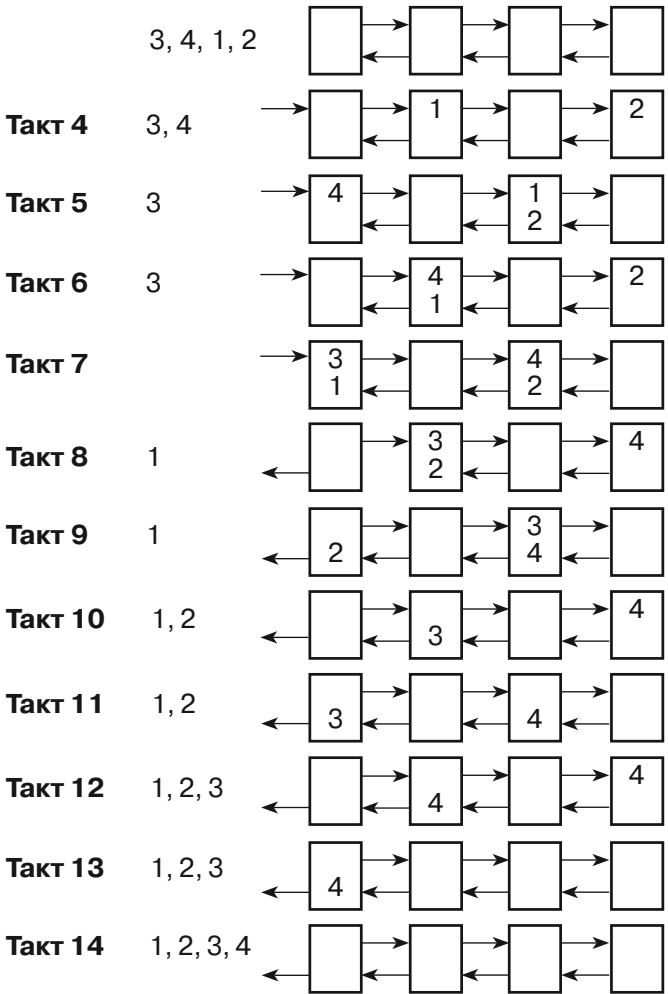 3, 4, 1, 2
Такт 4 3, 4 1 2
Такт 5 3 4 1
2
Такт 6 3 4 2
1
Такт 7 3 4
1 2
Такт 8 1 3 4
2
Такт 9 1 3
2 4
Такт 10 1, 2 4
3
Такт 11 1, 2
3 4
Такт 12 1, 2, 3 4
4
Такт 13 1, 2, 3
4
Такт 14 1, 2, 3, 4